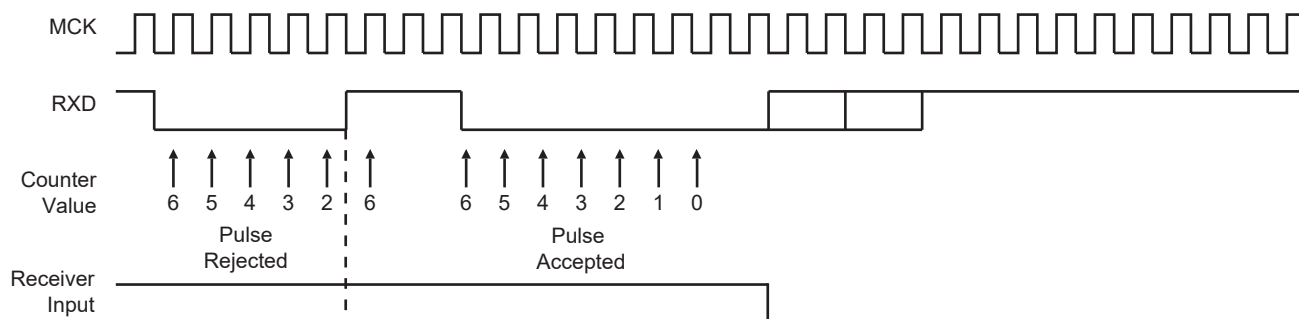 MCK
RXD
Counter
Value
6 5 4 3 2 6 6 5 4 3 2 1 0
Pulse
Rejected
Pulse
Accepted
Receiver
Input